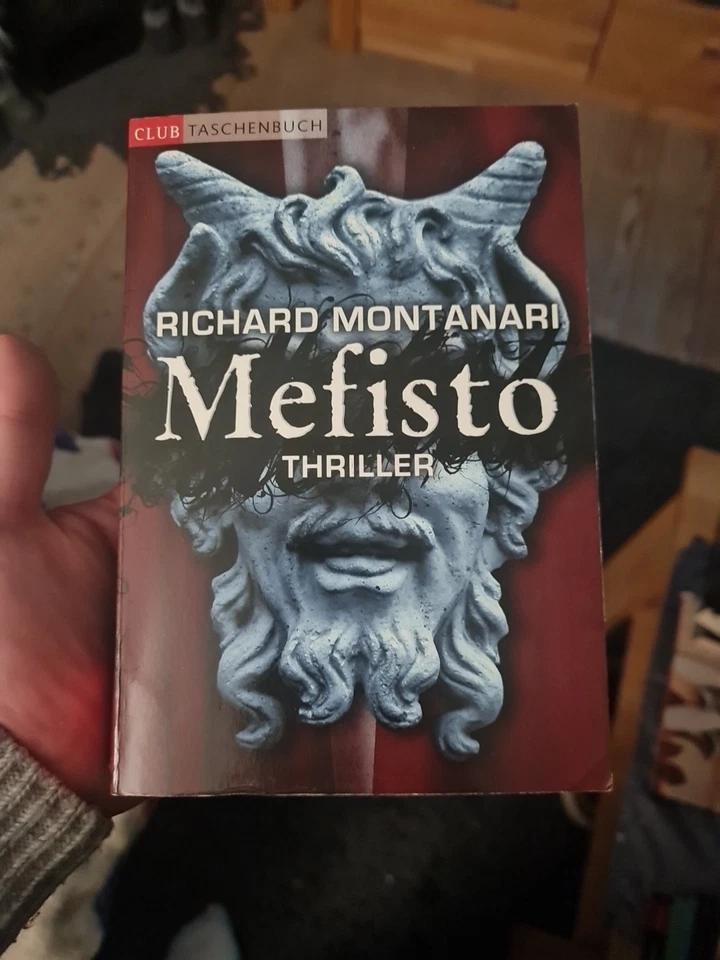 CLUB TASCHENBUCH
RICHARD MONTANARI
Mefisto
THRILLER